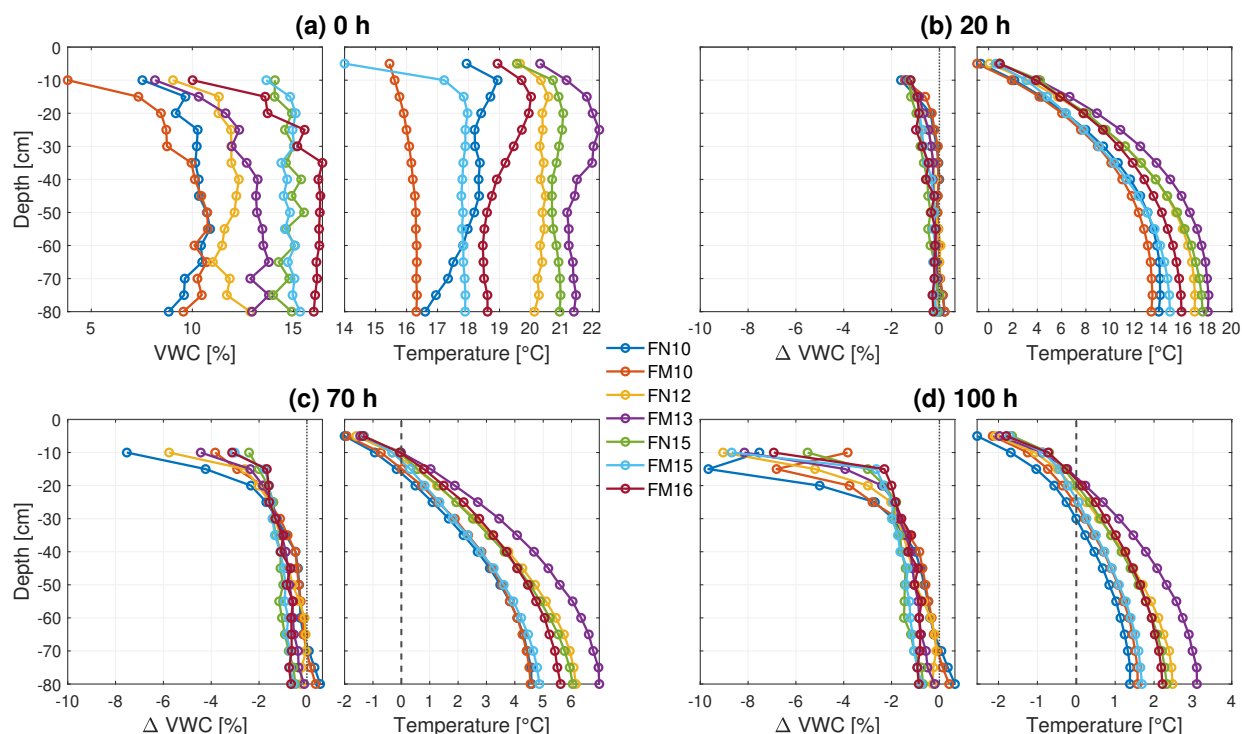 (a) 0 h
(b) 20 h
0
-10
-20
-30
-40
-50
-60
-70
-80
Depth [cm]
5 10 15
VWC [%]
14 15 16 17 18 19 20 21 22
Temperature [°C]
-10 -8 -6 -4 -2 0
Δ VWC [%]
0 2 4 6 8 10 12 14 16 18 20
Temperature [°C]
FN10
FM10
FN12
FM13
FN15
FM15
FM16
(c) 70 h
(d) 100 h
0
-10
-20
-30
-40
-50
-60
-70
-80
Depth [cm]
-10 -8 -6 -4 -2 0
Δ VWC [%]
-2 -1 0 1 2 3 4 5 6
Temperature [°C]
-10 -8 -6 -4 -2 0
Δ VWC [%]
-2 -1 0 1 2 3 4
Temperature [°C]